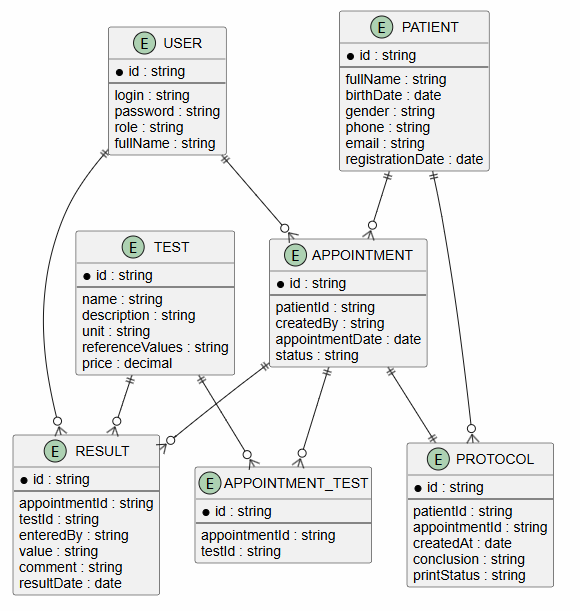 E USER
id : string
login : string
password : string
role : string
fullName : string
E PATIENT
id : string
fullName : string
birthDate : date
gender : string
phone : string
email : string
registrationDate : date
E TEST
id : string
name : string
description : string
unit : string
referenceValues : string
price : decimal
E APPOINTMENT
id : string
patientId : string
createdBy : string
appointmentDate : date
status : string
E RESULT
id : string
appointmentId : string
testId : string
enteredBy : string
value : string
comment : string
resultDate : date
E APPOINTMENT_TEST
id : string
appointmentId : string
testId : string
E PROTOCOL
id : string
patientId : string
appointmentId : string
createdAt : date
conclusion : string
printStatus : string